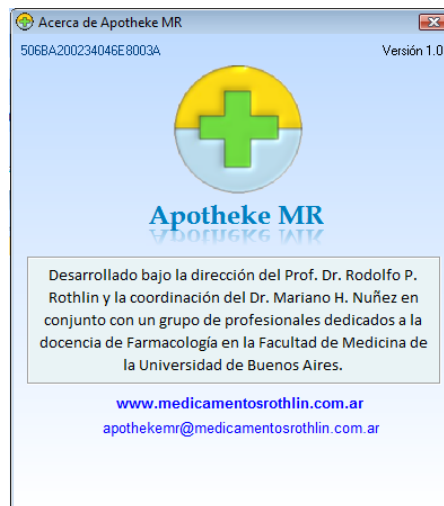 Acerca de Apotheke MR
506BA200234046E8003A
Versión 1.0
Apotheke MR
Desarrollado bajo la dirección del Prof. Dr. Rodolfo P.
Rothlin y la coordinación del Dr. Mariano H. Nuñez en
conjunto con un grupo de profesionales dedicados a la
docencia de Farmacología en la Facultad de Medicina de
la Universidad de Buenos Aires.
www.medicamentosrothlin.com.ar
apothekemr@medicamentosrothlin.com.ar